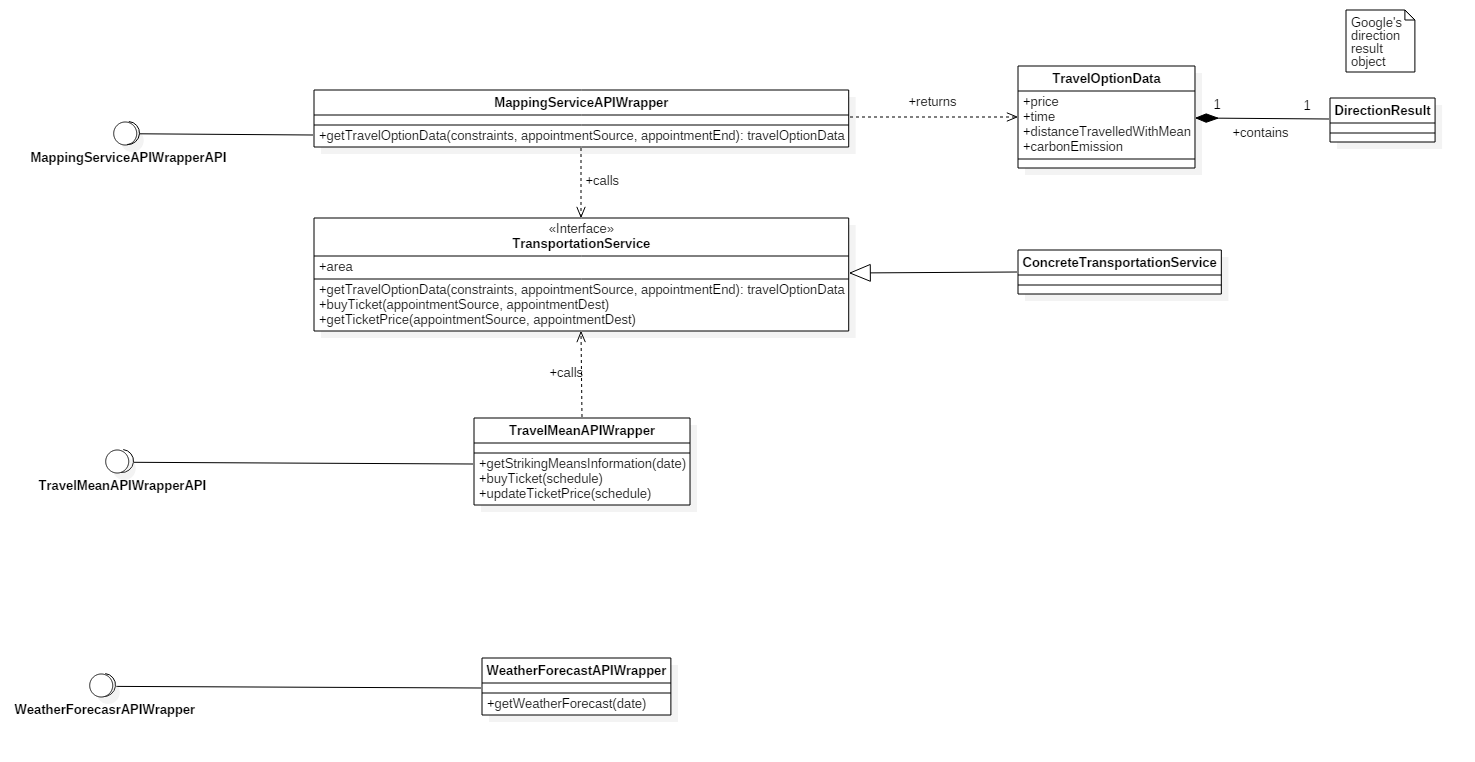 Google's
direction
result
object
MappingServiceAPIWrapper
+getTravelOptionData(constraints, appointmentSource, appointmentEnd): travelOptionData
MappingServiceAPIWrapperAPI
+returns
TravelOptionData
+price
+time
+distanceTravelledWithMean
+carbonEmission
1
1
+contains
DirectionResult
+calls
«Interface»
TransportationService
+area
+getTravelOptionData(constraints, appointmentSource, appointmentEnd): travelOptionData
+buyTicket(appointmentSource, appointmentDest)
+getTicketPrice(appointmentSource, appointmentDest)
ConcreteTransportationService
+calls
TravelMeanAPIWrapper
+getStrikingMeansInformation(date)
+buyTicket(schedule)
+updateTicketPrice(schedule)
TravelMeanAPIWrapperAPI
WeatherForecastAPIWrapper
+getWeatherForecast(date)
WeatherForecasrAPIWrapper